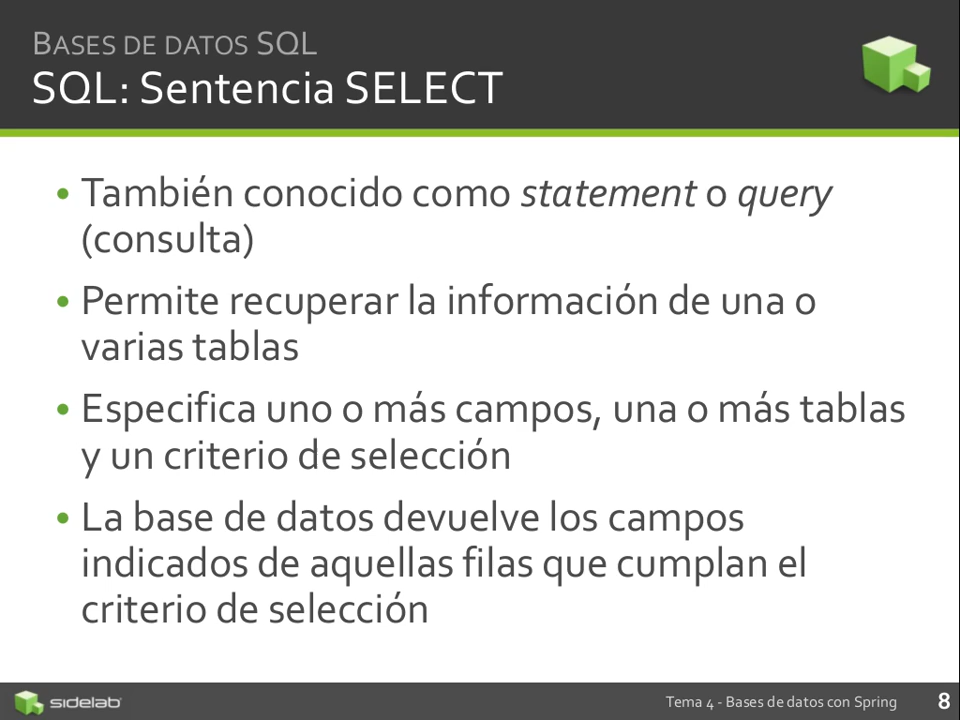 BASES DE DATOS SQL
SQL: Sentencia SELECT
• También conocido como statement o query
(consulta)
• Permite recuperar la información de una o
varias tablas
• Especifica uno o más campos, una o más tablas
y un criterio de selección
• La base de datos devuelve los campos
indicados de aquellas filas que cumplan el
criterio de selección
sidelab
Tema 4 - Bases de datos con Spring
8